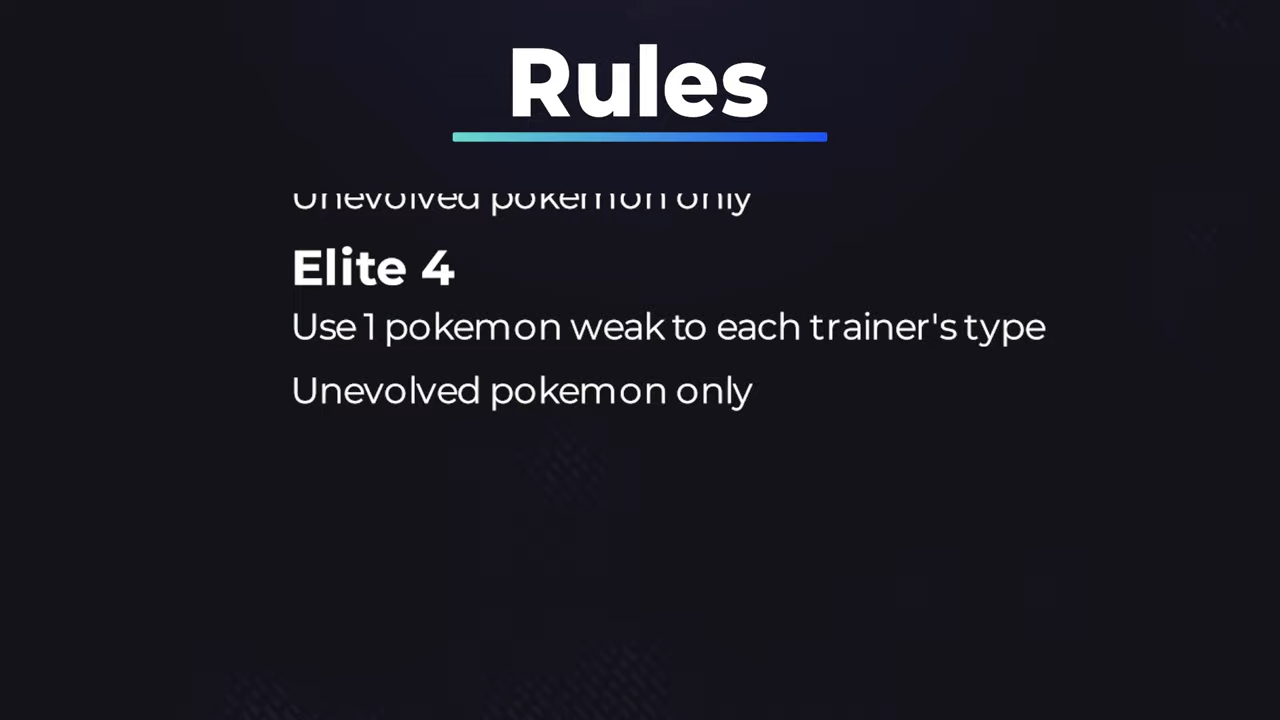 Rules
Unevolved pokemon only
Elite 4
Use 1 pokemon weak to each trainer's type
Unevolved pokemon only